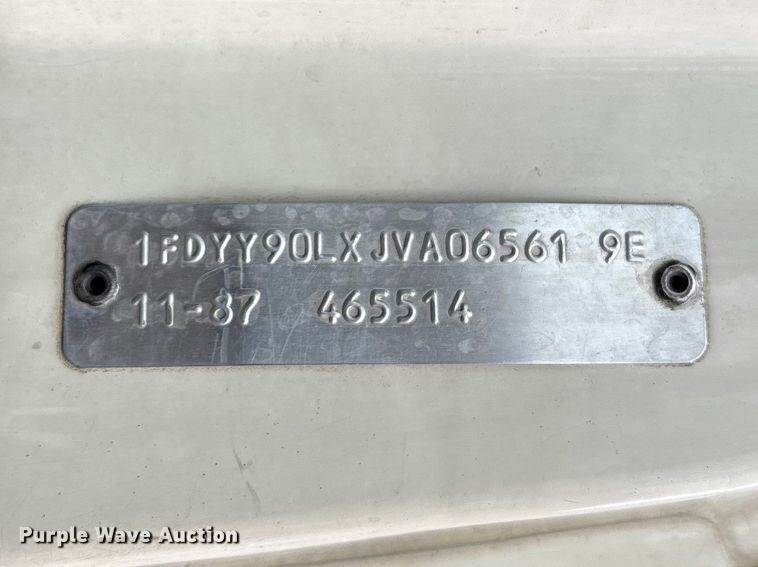 1FDYY90LXJVA06561 9E
11-87 465514
Purple Wave Auction